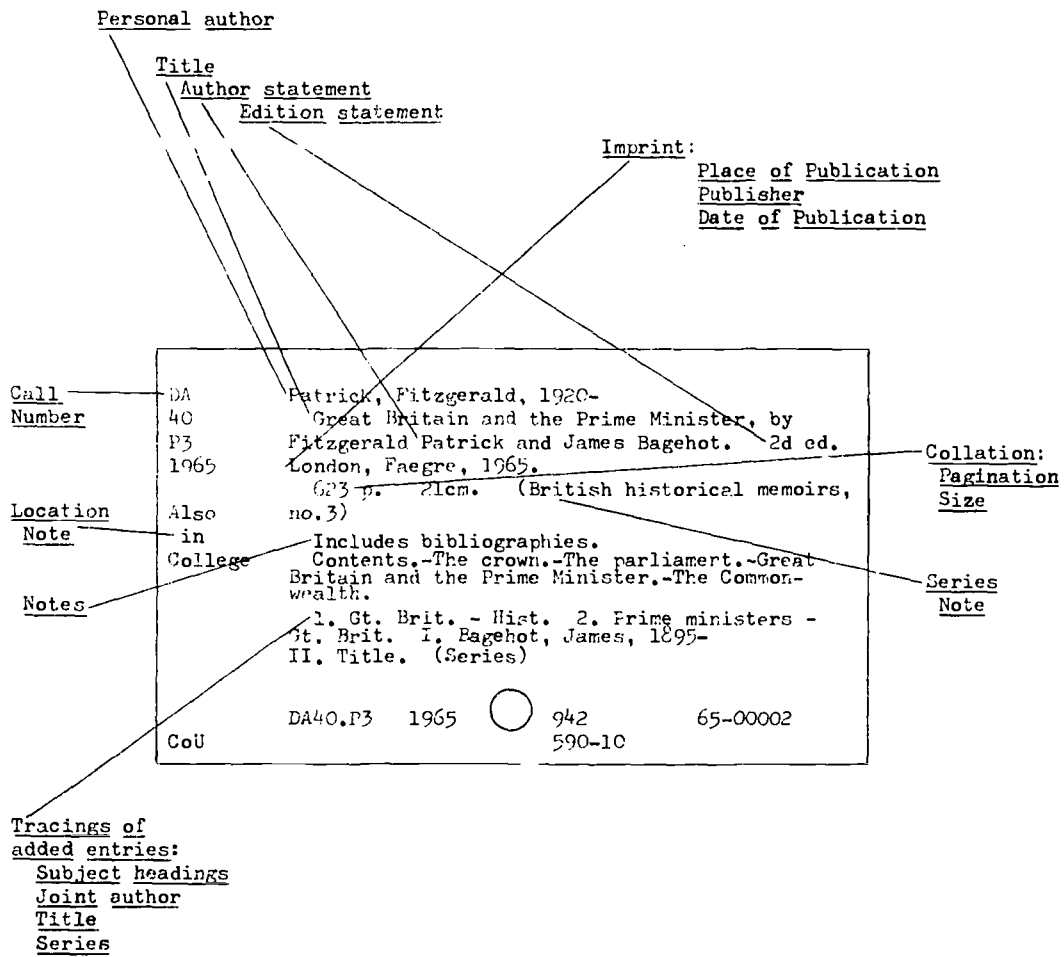 Personal author
Title
Author statement
Edition statement
Imprint:
Place of Publication
Publisher
Date of Publication
Call
Number
DA
40
P3
1965
Also
in
College
Location
Note
Notes
Patrick, Fitzgerald, 1920-
Great Britain and the Prime Minister, by
Fitzgerald Patrick and James Bagehot. 2d ed.
London, Faegre, 1965.
623 p. 21cm. (British historical memoirs,
no.3)
Includes bibliographies.
Contents.-The crown.-The parliament.-Great
Britain and the Prime Minister.-The Common-
wealth.
1. Gt. Brit. - Hist. 2. Prime ministers -
Gt. Brit. I. Bagehot, James, 1895-
II. Title. (Series)
DA40.P3 1965 942 65-00002
CoU 590-10
Collation:
Pagination
Size
Series
Note
Tracings of
added entries:
Subject headings
Joint author
Title
Series